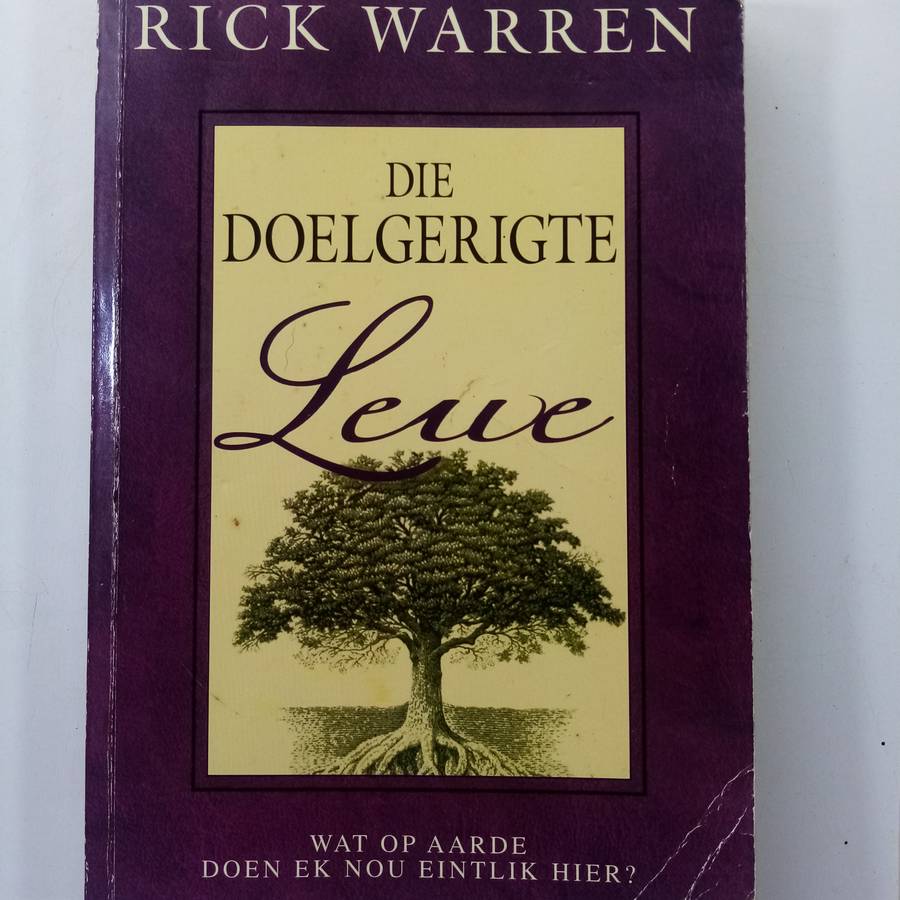 RICK WARREN
DIE
DOELGERIGTE
Lewe
WAT OP AARDE
DOEN EK NOU EINTLIK HIER?